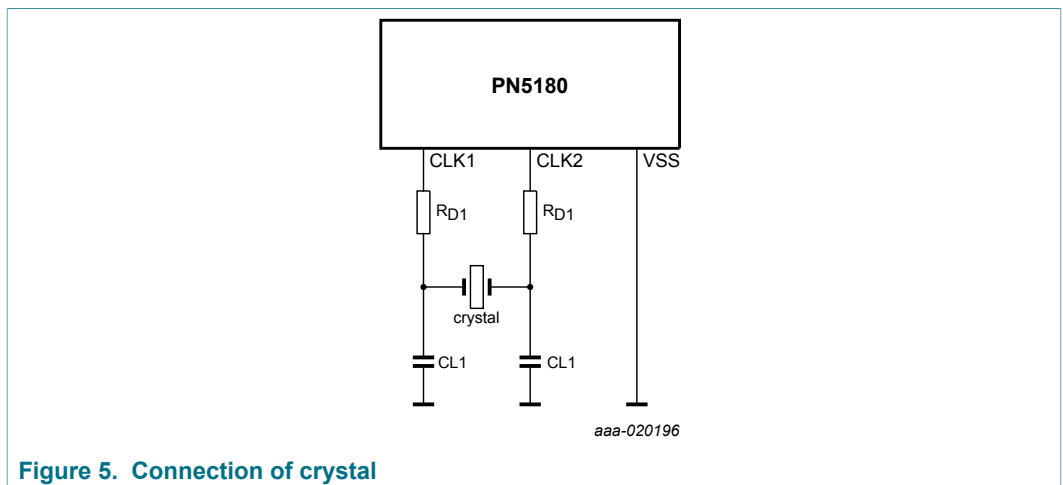 PN5180
CLK1 CLK2 VSS
RD1 RD1
crystal
CL1 CL1
aaa-020196
Figure 5. Connection of crystal